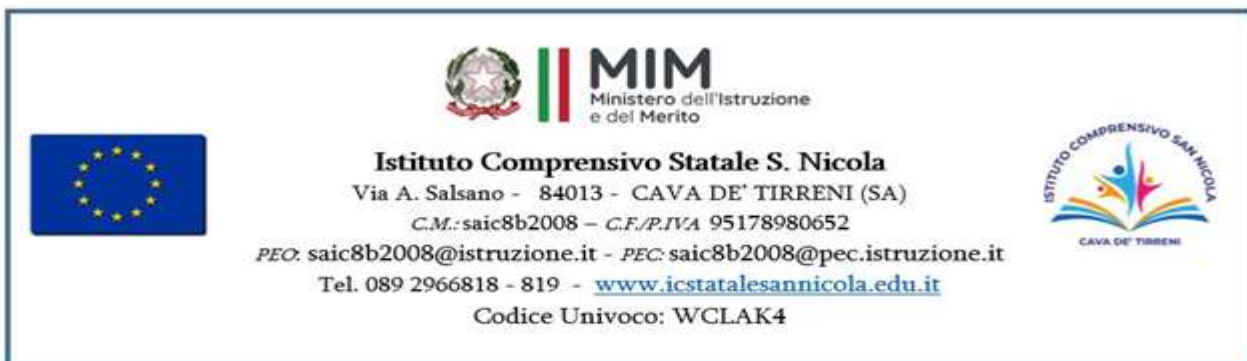 MIM
Ministero dell'Istruzione
e del Merito
Istituto Comprensivo Statale S. Nicola
Via A. Salsano - 84013 - CAVA DE' TIRRENI (SA)
C.M.: saic8b2008 – C.F./P.IVA 95178980652
PEO: saic8b2008@istruzione.it - PEC: saic8b2008@pec.istruzione.it
Tel. 089 2966818 - 819 - www.icstatalesannicola.edu.it
Codice Univoco: WCLAK4
ISTITUTO COMPRENSIVO SAN NICOLA
CAVA DE' TIRRENI